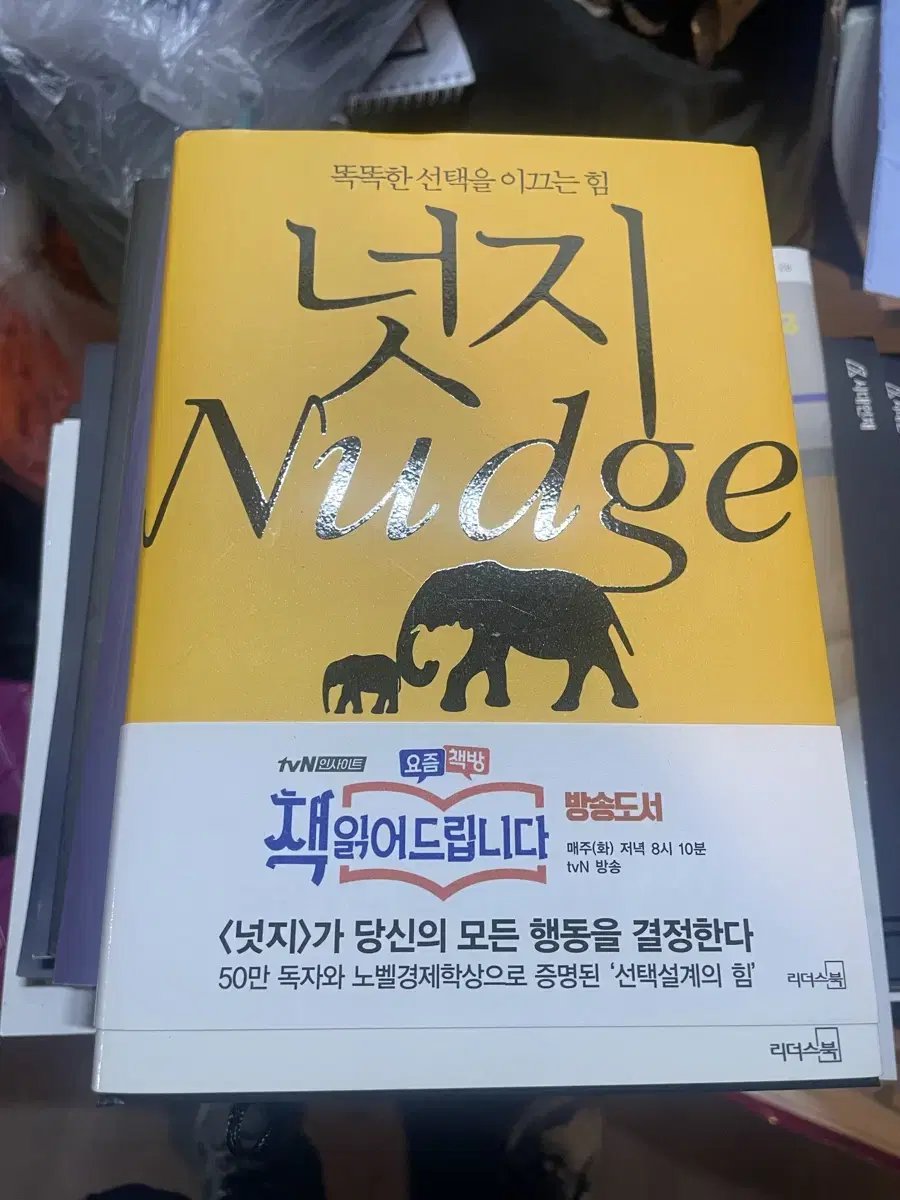 똑똑한 선택을 이끄는 힘
넛지
Nudge
tvN 인사이트
요즘책방
책 읽어드립니다
방송도서
매주(화) 저녁 8시 10분
tvN 방송
<넛지>가 당신의 모든 행동을 결정한다
50만 독자와 노벨경제학상으로 증명된 '선택설계의 힘'
리더스북
리더스북
시대인재